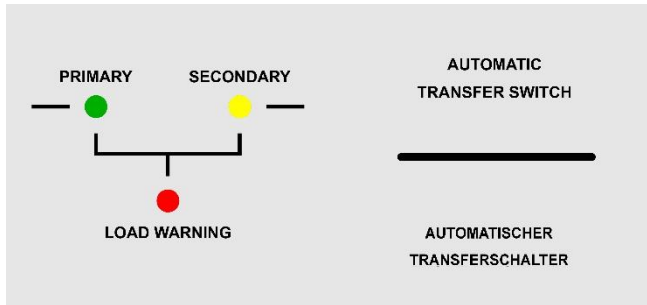 PRIMARY SECONDARY
LOAD WARNING
AUTOMATIC
TRANSFER SWITCH
AUTOMATISCHER
TRANSFERSCHALTER